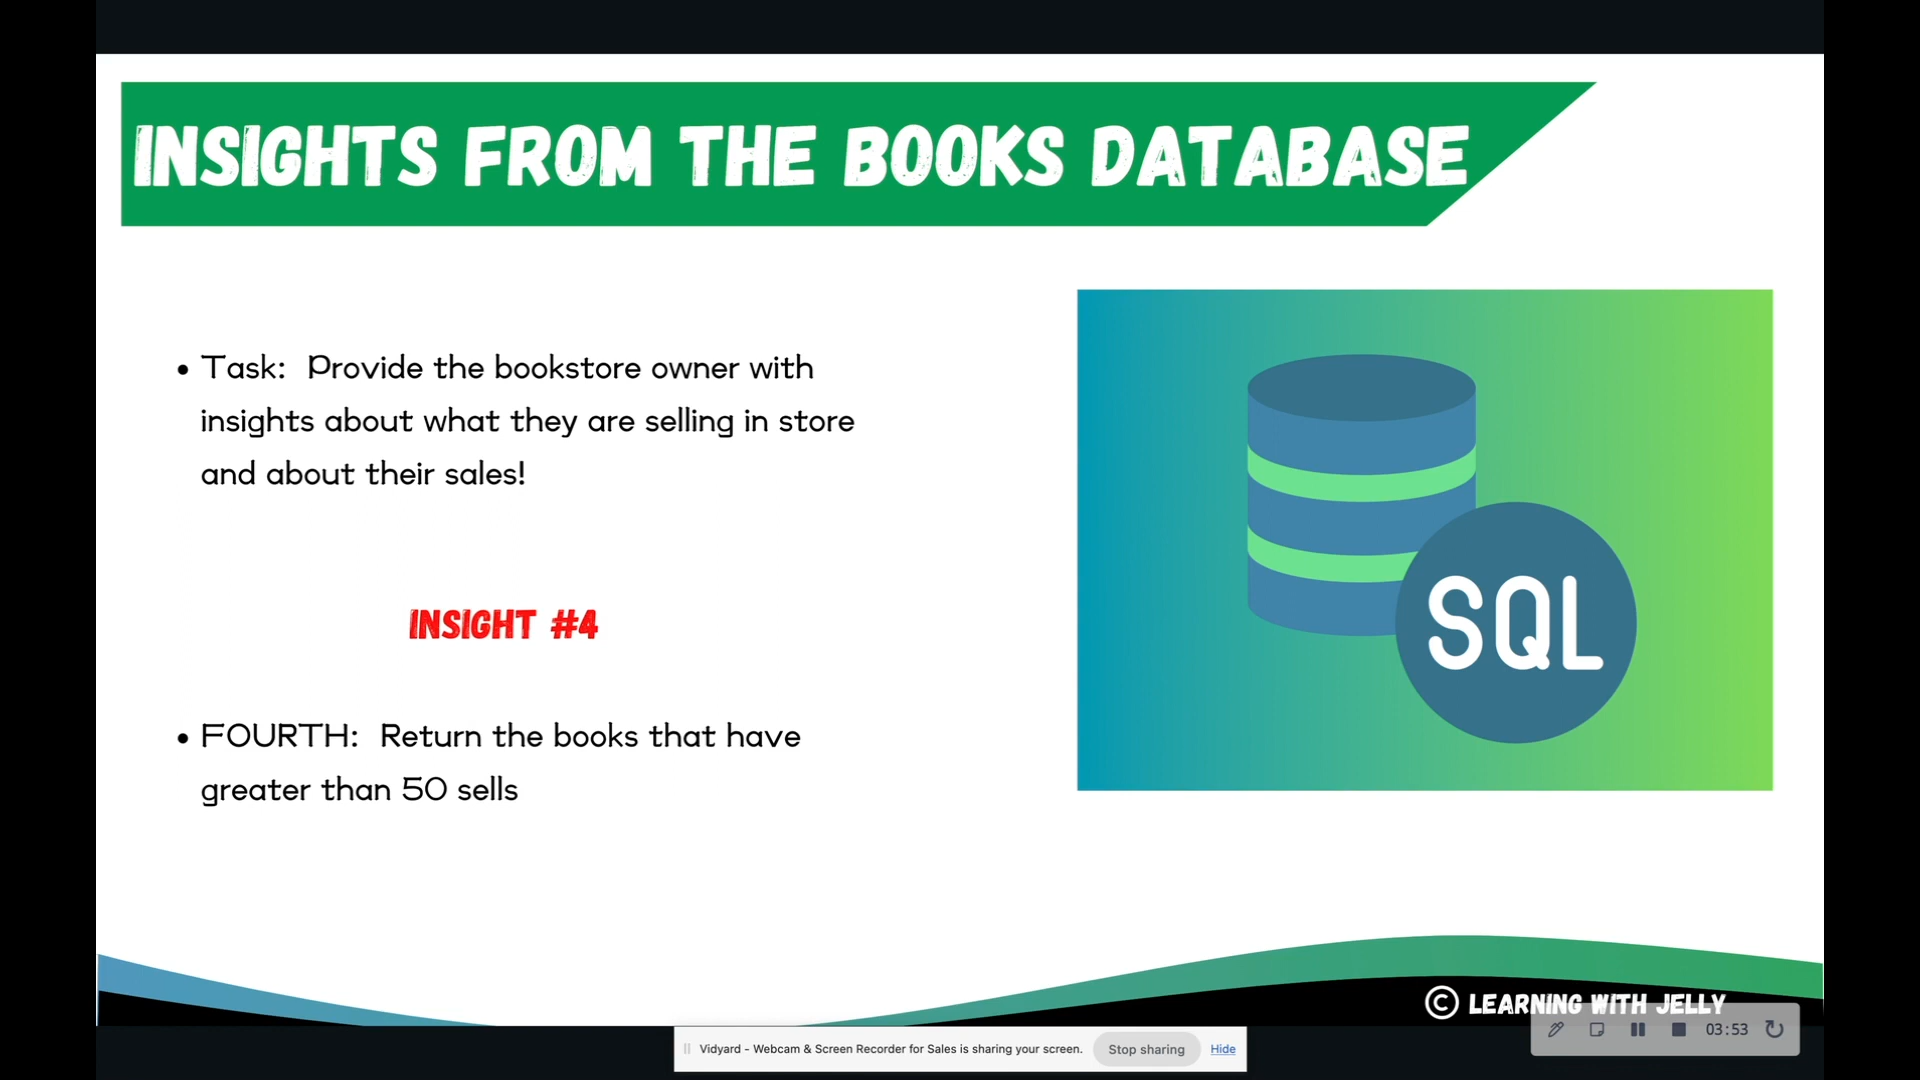 INSIGHTS FROM THE BOOKS DATABASE
• Task: Provide the bookstore owner with
insights about what they are selling in store
and about their sales!
INSIGHT #4
• FOURTH: Return the books that have
greater than 50 sells
SQL
© LEARNING WITH JELLY
Vidyard - Webcam & Screen Recorder for Sales is sharing your screen. Stop sharing Hide
03:53